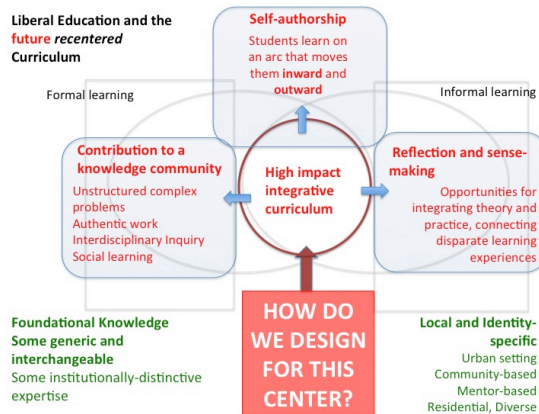 Liberal Education and the
future recentered
Curriculum
Self-authorship
Students learn on
an arc that moves
them inward and
outward
Formal learning
Informal learning
Contribution to a
knowledge community
Unstructured complex
problems
Authentic work
Interdisciplinary Inquiry
Social learning
High impact
integrative
curriculum
Reflection and sense-
making
Opportunities for
integrating theory and
practice, connecting
disparate learning
experiences
HOW DO
WE DESIGN
FOR THIS
CENTER?
Foundational Knowledge
Some generic and
interchangeable
Some institutionally-distinctive
expertise
Local and Identity-
specific
Urban setting
Community-based
Mentor-based
Residential, Diverse